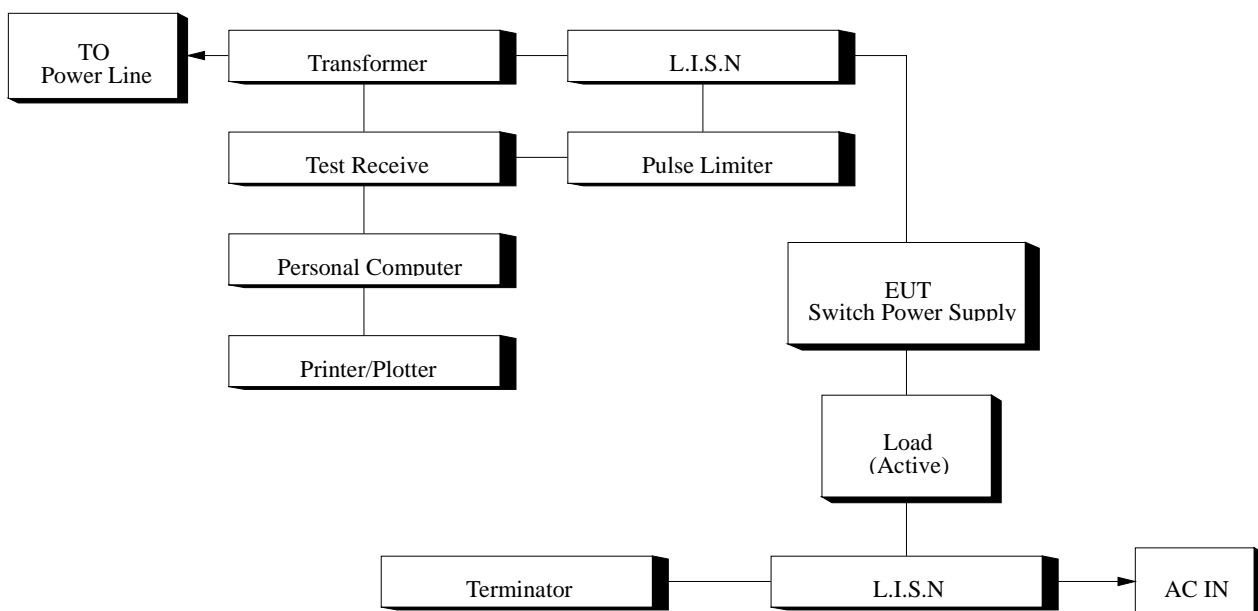 TO
Power Line
Transformer
L.I.S.N
Test Receive
Pulse Limiter
Personal Computer
EUT
Switch Power Supply
Printer/Plotter
Load
(Active)
Terminator
L.I.S.N
AC IN